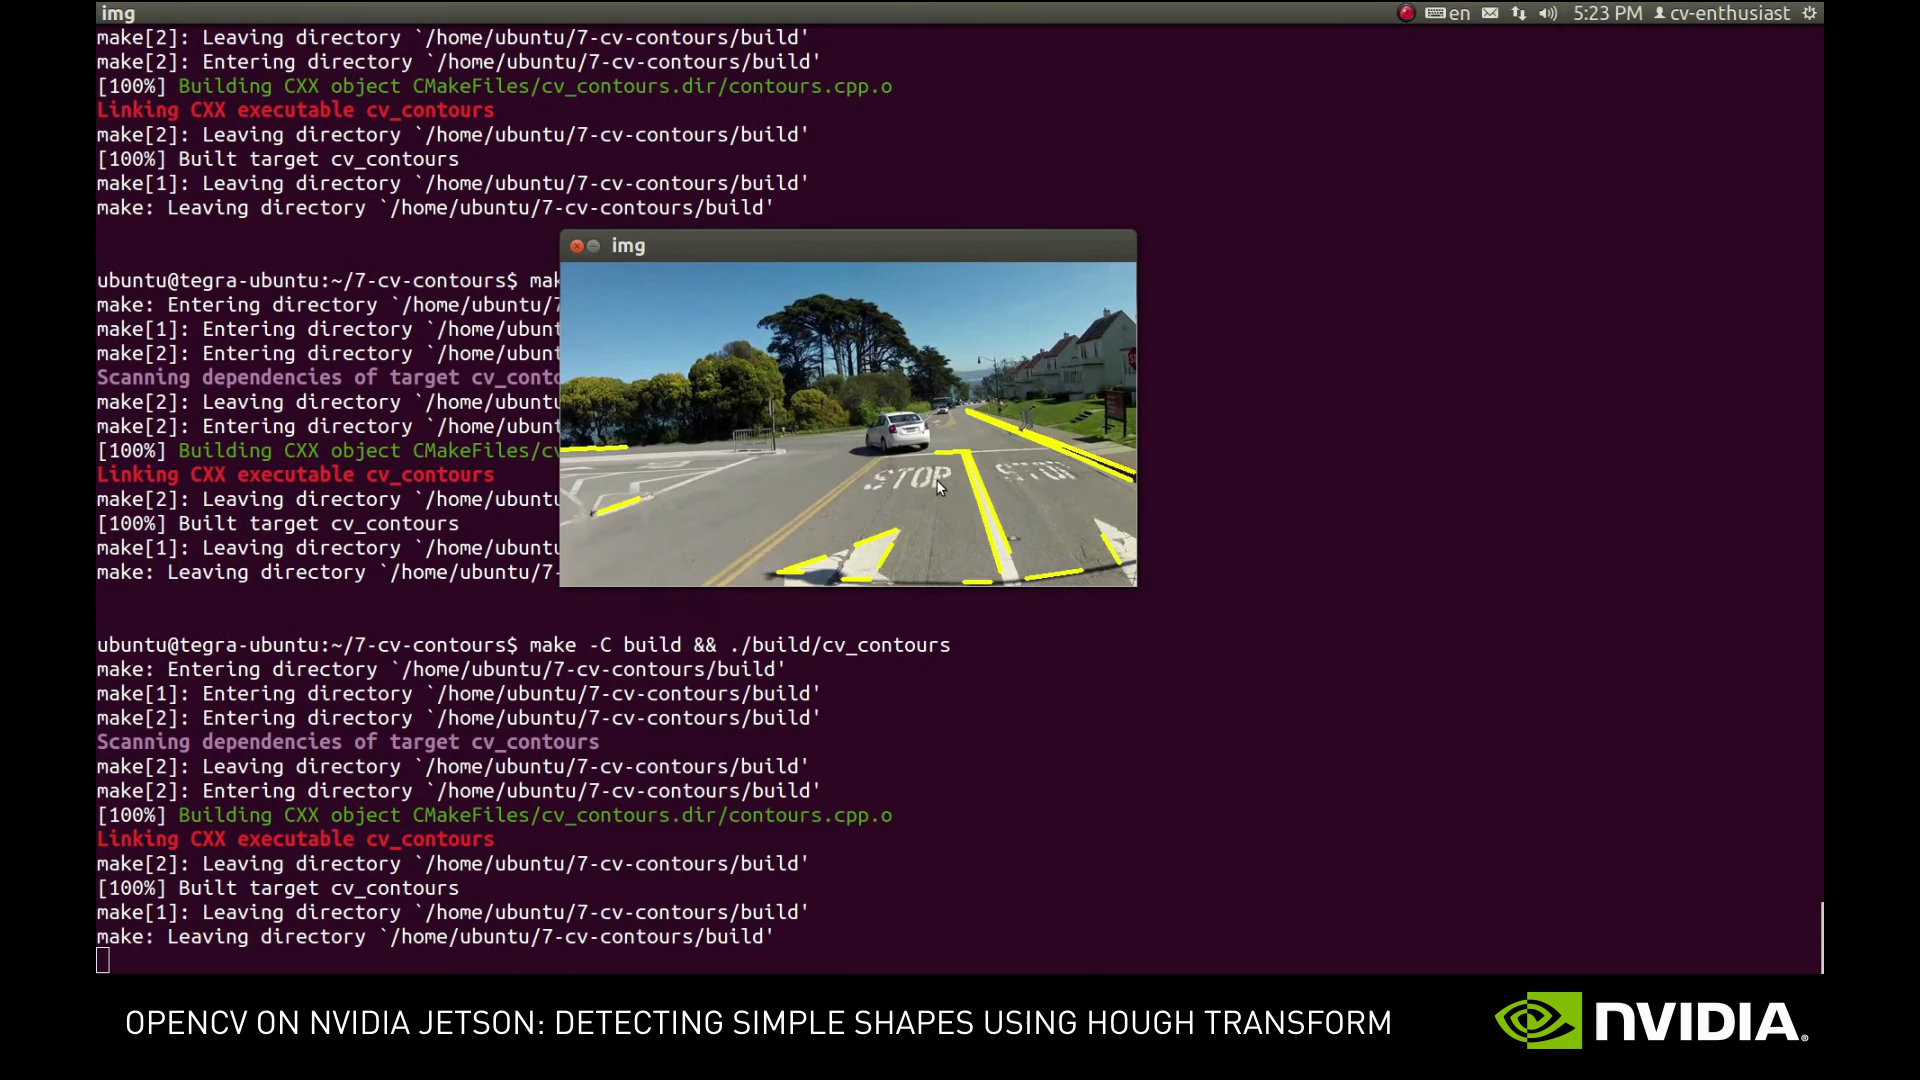 img
en 5:23 PM cv-enthusiast
make[2]: Leaving directory `/home/ubuntu/7-cv-contours/build'
make[2]: Entering directory `/home/ubuntu/7-cv-contours/build'
[100%] Building CXX object CMakeFiles/cv_contours.dir/contours.cpp.o
Linking CXX executable cv_contours
make[2]: Leaving directory `/home/ubuntu/7-cv-contours/build'
[100%] Built target cv_contours
make[1]: Leaving directory `/home/ubuntu/7-cv-contours/build'
make: Leaving directory `/home/ubuntu/7-cv-contours/build'
img
ubuntu@tegra-ubuntu:~/7-cv-contours$ mak
make: Entering directory `/home/ubuntu/7
make[1]: Entering directory `/home/ubunt
make[2]: Entering directory `/home/ubunt
Scanning dependencies of target cv_conto
make[2]: Leaving directory `/home/ubuntu
make[2]: Entering directory `/home/ubunt
[100%] Building CXX object CMakeFiles/cv
Linking CXX executable cv_contours
make[2]: Leaving directory `/home/ubuntu
[100%] Built target cv_contours
make[1]: Leaving directory `/home/ubuntu
make: Leaving directory `/home/ubuntu/7-
STOP STOP
ubuntu@tegra-ubuntu:~/7-cv-contours$ make -C build && ./build/cv_contours
make: Entering directory `/home/ubuntu/7-cv-contours/build'
make[1]: Entering directory `/home/ubuntu/7-cv-contours/build'
make[2]: Entering directory `/home/ubuntu/7-cv-contours/build'
Scanning dependencies of target cv_contours
make[2]: Leaving directory `/home/ubuntu/7-cv-contours/build'
make[2]: Entering directory `/home/ubuntu/7-cv-contours/build'
[100%] Building CXX object CMakeFiles/cv_contours.dir/contours.cpp.o
Linking CXX executable cv_contours
make[2]: Leaving directory `/home/ubuntu/7-cv-contours/build'
[100%] Built target cv_contours
make[1]: Leaving directory `/home/ubuntu/7-cv-contours/build'
make: Leaving directory `/home/ubuntu/7-cv-contours/build'
OPENCV ON NVIDIA JETSON: DETECTING SIMPLE SHAPES USING HOUGH TRANSFORM
NVIDIA